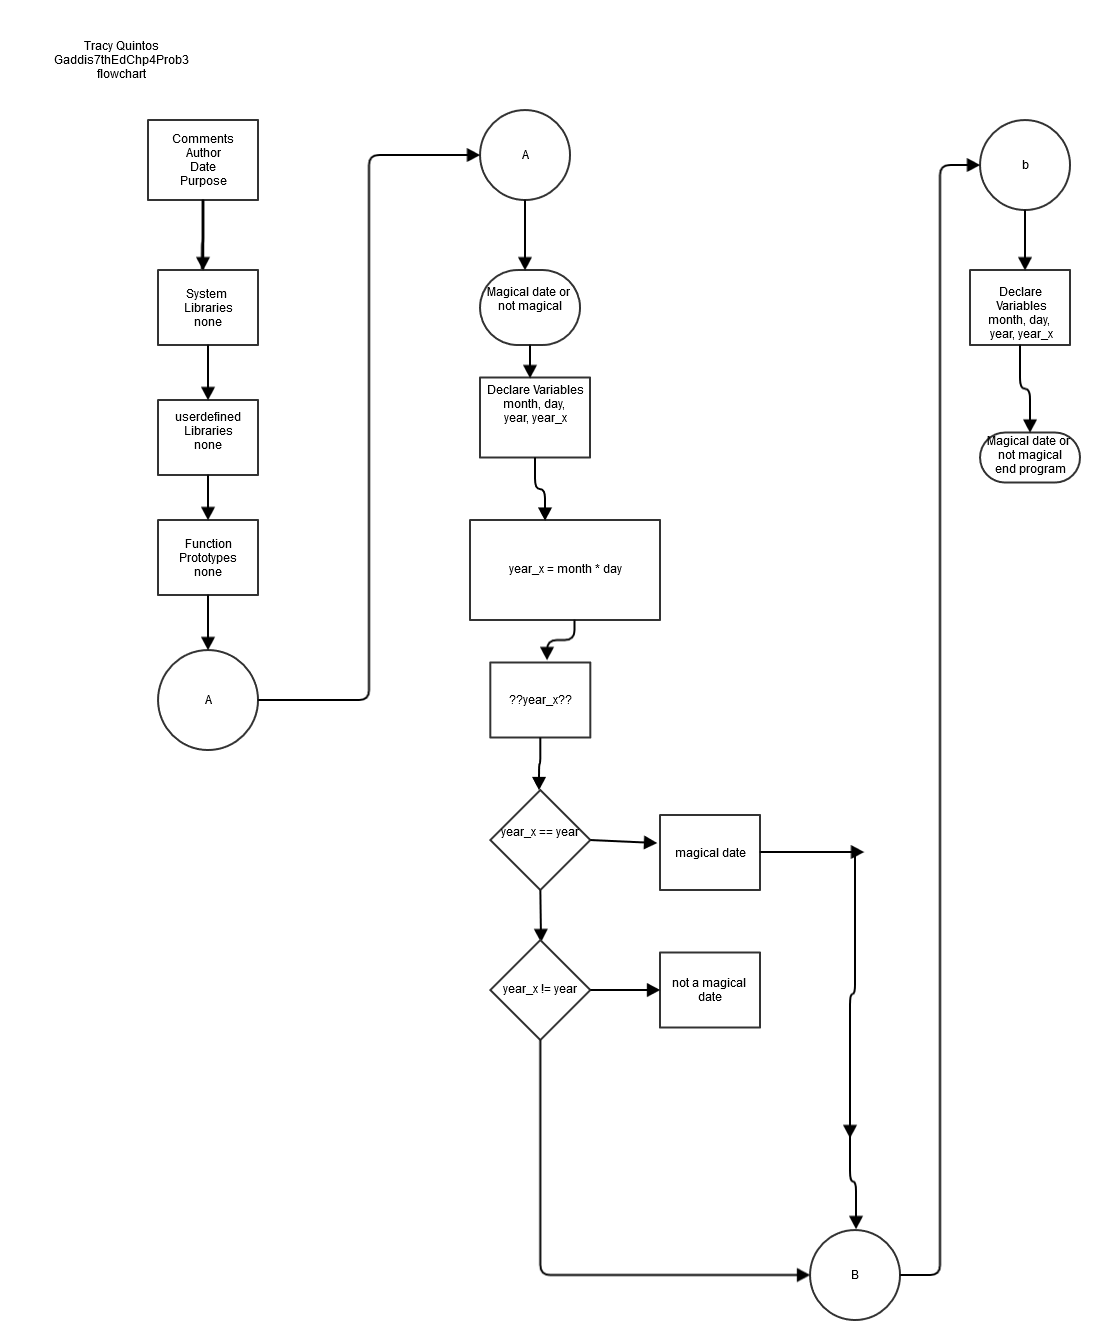 Tracy Quintos
Gaddis7thEdChp4Prob3
flowchart
Comments
Author
Date
Purpose
System
Libraries
none
userdefined
Libraries
none
Function
Prototypes
none
A
A
Magical date or
not magical
Declare Variables
month, day,
year, year_x
year_x = month * day
??year_x??
year_x == year
magical date
year_x != year
not a magical
date
B
b
Declare
Variables
month, day,
year, year_x
Magical date or
not magical
end program